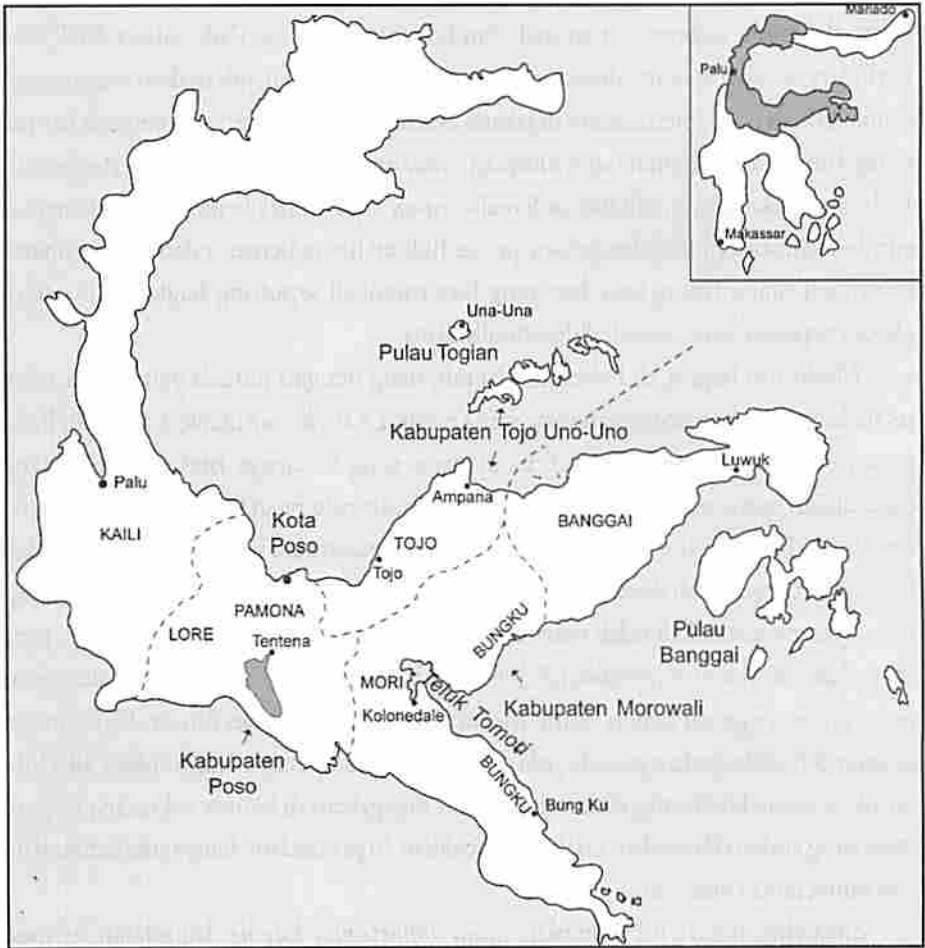 Manado
Palu
Makassar
Una-Una
Pulau Togian
Kabupaten Tojo Uno-Uno
Luwuk
Palu
Ampana
BANGGAI
KAILI
Kota
Poso
TOJO
Tojo
PAMONA
LORE
Tentena
BUNGKU
Pulau
Banggai
MORI
Teluk Tomori
Kabupaten Morowali
Kolonedale
Kabupaten
Poso
BUNGKU
Bung Ku